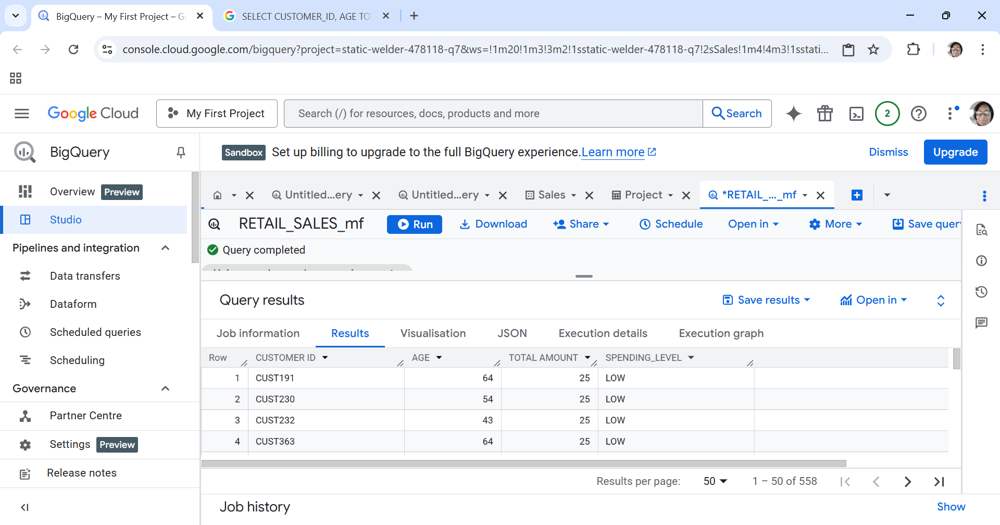 BigQuery – My First Project – Go
SELECT CUSTOMER_ID, AGE TO
console.cloud.google.com/bigquery?project=static-welder-478118-q7&ws=!1m20!1m3!3m2!1sstatic-welder-478118-q7!2sSales!1m4!4m3!1sstati...
Google Cloud
My First Project
Search (/) for resources, docs, products and more
Search
2
BigQuery
Sandbox Set up billing to upgrade to the full BigQuery experience. Learn more
Dismiss
Upgrade
Overview Preview
Studio
Pipelines and integration
Data transfers
Dataform
Scheduled queries
Scheduling
Governance
Partner Centre
Settings Preview
Release notes
Untitled...ery
Untitled...ery
Sales
Project
*RETAIL_..._mf
RETAIL_SALES_mf
Run
Download
Share
Schedule
Open in
More
Save query
Query completed
Query results
Save results
Open in
Job information
Results
Visualisation
JSON
Execution details
Execution graph
Row CUSTOMER ID AGE TOTAL AMOUNT SPENDING_LEVEL
1 CUST191 64 25 LOW
2 CUST230 54 25 LOW
3 CUST232 43 25 LOW
4 CUST363 64 25 LOW
Results per page: 50 1 – 50 of 558
Job history
Show